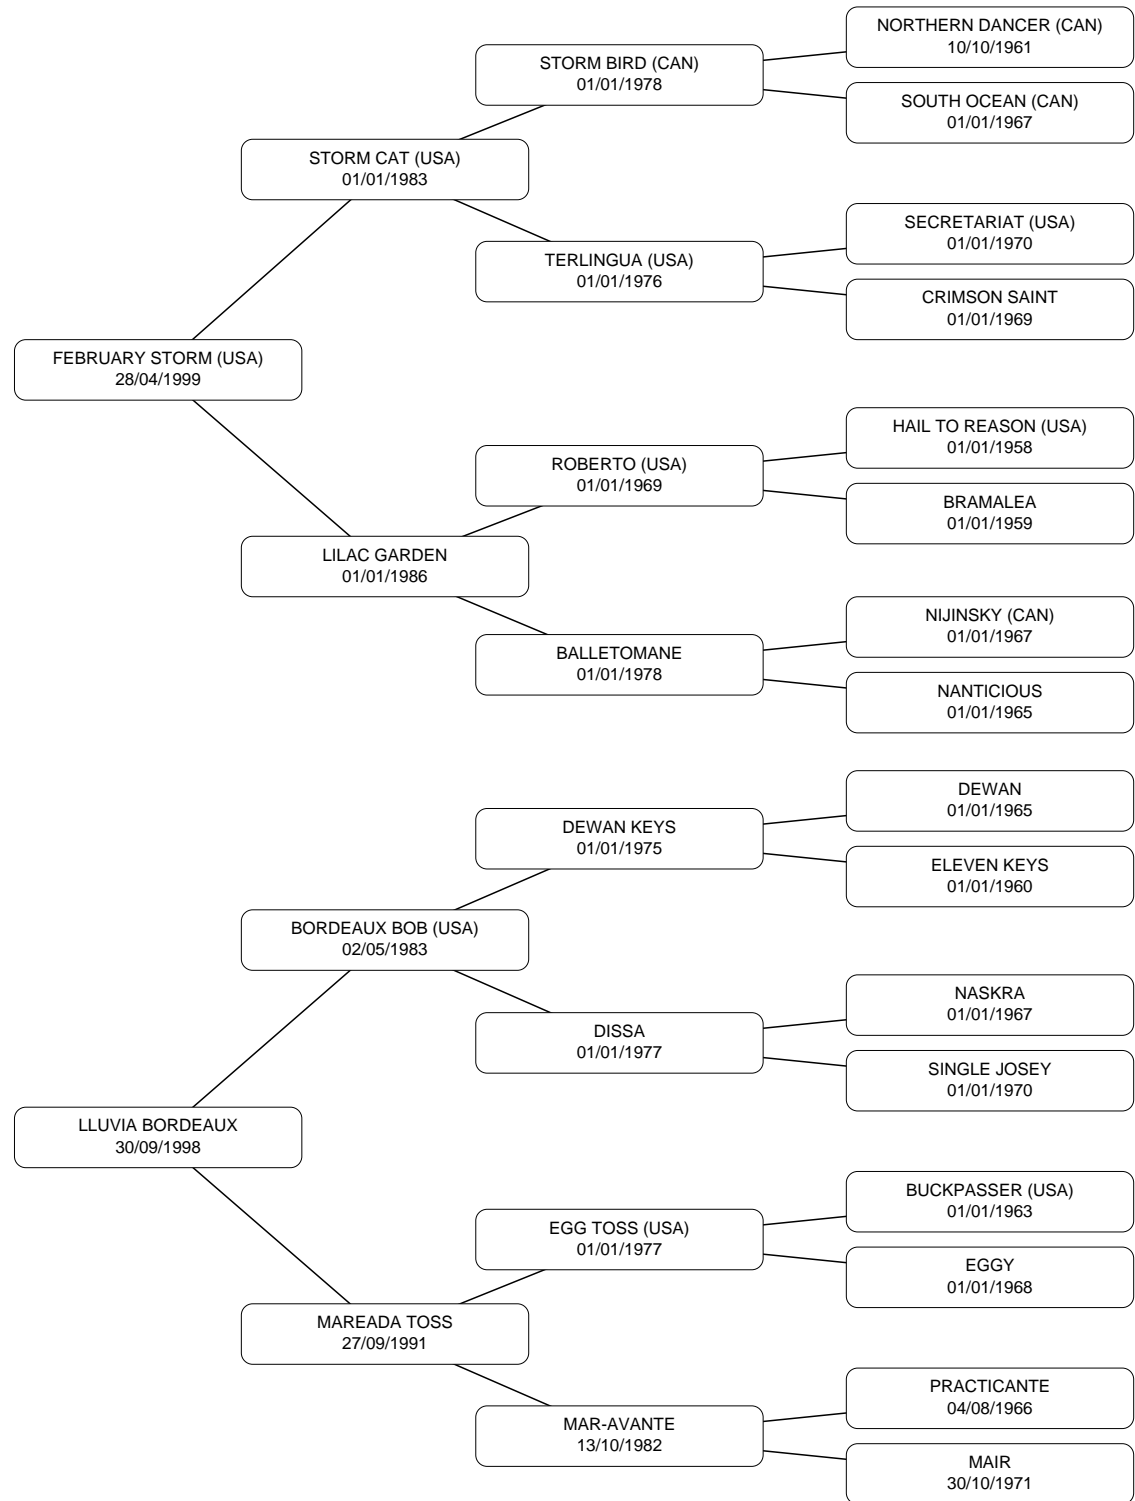 NORTHERN DANCER (CAN)
10/10/1961
STORM BIRD (CAN)
01/01/1978
SOUTH OCEAN (CAN)
01/01/1967
STORM CAT (USA)
01/01/1983
SECRETARIAT (USA)
01/01/1970
TERLINGUA (USA)
01/01/1976
CRIMSON SAINT
01/01/1969
FEBRUARY STORM (USA)
28/04/1999
HAIL TO REASON (USA)
01/01/1958
ROBERTO (USA)
01/01/1969
BRAMALEA
01/01/1959
LILAC GARDEN
01/01/1986
NIJINSKY (CAN)
01/01/1967
BALLETOMANE
01/01/1978
NANTICIOUS
01/01/1965
DEWAN
01/01/1965
DEWAN KEYS
01/01/1975
ELEVEN KEYS
01/01/1960
BORDEAUX BOB (USA)
02/05/1983
NASKRA
01/01/1967
DISSA
01/01/1977
SINGLE JOSEY
01/01/1970
LLUVIA BORDEAUX
30/09/1998
BUCKPASSER (USA)
01/01/1963
EGG TOSS (USA)
01/01/1977
EGGY
01/01/1968
MAREADA TOSS
27/09/1991
PRACTICANTE
04/08/1966
MAR-AVANTE
13/10/1982
MAIR
30/10/1971